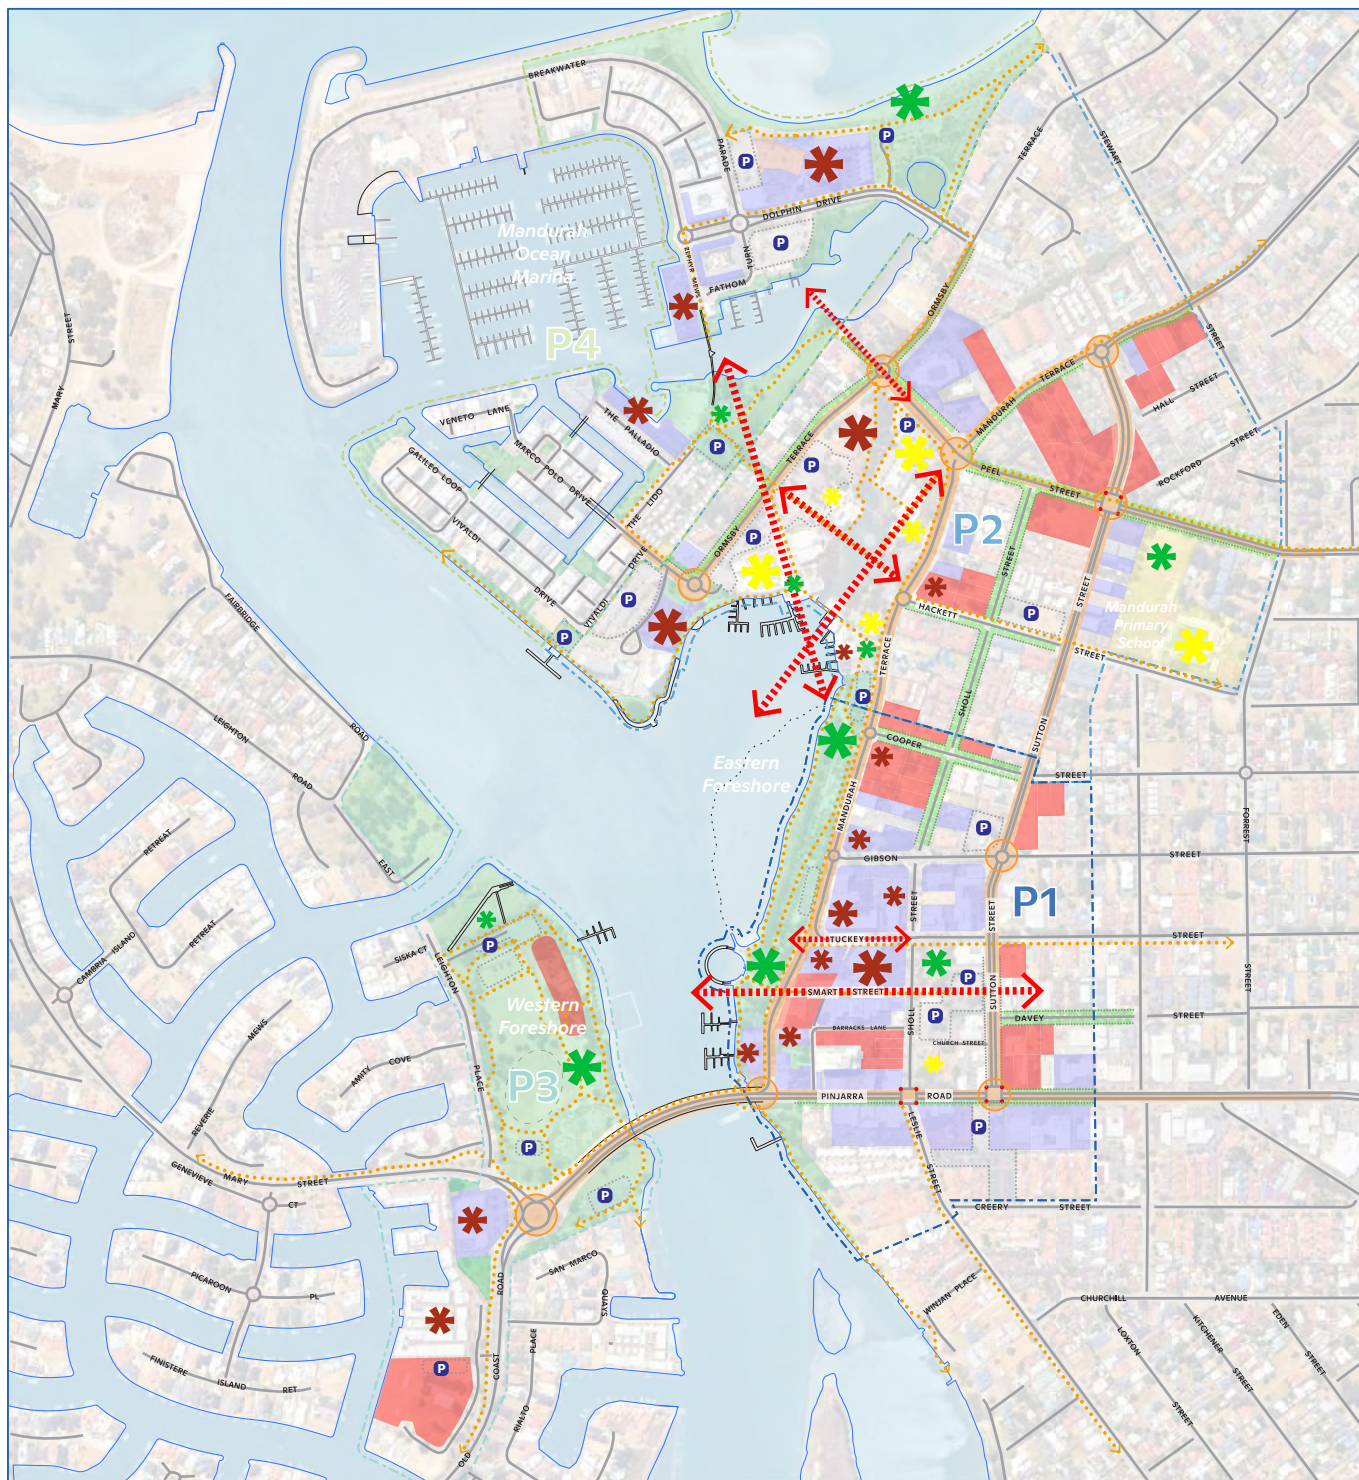 BREAKWATER
PARADE
P
P
DOLPHIN DRIVE
P
TURN
FATHOM
ZEPHYR MEWS
TERRACE
STEWART
STREET
Mandurah
Ocean
Marina
P4
ORMSBY
MANDURAH TERRACE
HALL STREET
ROCKFORD
STREET
MARY
STREET
VENETO LANE
THE PALLADIO
MARCO POLO DRIVE
GALILEO LOOP
VIVALDI
DRIVE
THE LIDO
P
TERRACE
ORMSBY
P
P
P
PEEL
STREET
P2
STREET
STREET
VIVALDI
DRIVE
P
P
HACKETT
STREET
P
Mandurah
Primary
School
FAIRBRIDGE
ROAD
LEIGHTON
ROAD
TERRACE
P
SHOLL
SUTTON
COOPER
Eastern
Foreshore
STREET
MANDURAH
P
GIBSON
STREET
FORREST
STREET
RETREAT
RETREAT
EAST
CAMBRIA ISLAND
P1
STREET
STREET
TUCKEY
STREET
SISKA CT
LEIGHTON
PLACE
P
Western
Foreshore
P3
P
SMART STREET
P
P
SHOLL
SUTTON
DAVEY
STREET
BARRACKS LANE
CHURCH STREET
MEWS
AMITY COVE
REVERIE
PINJARRA ROAD
LESLIE
STREET
P
P
GENEVIEVE
CT
MARY
STREET
P
CREERY
STREET
PICAROON
PL
FINISTERE
ISLAND
RET
SAN MARCO
QUAYS
ROAD
COAST
OLD
P
RIALTO
PLACE
WINJAN PLACE
CHURCHILL
AVENUE
LOXTON
STREET
KITCHENER
STREET
EDEN
STREET